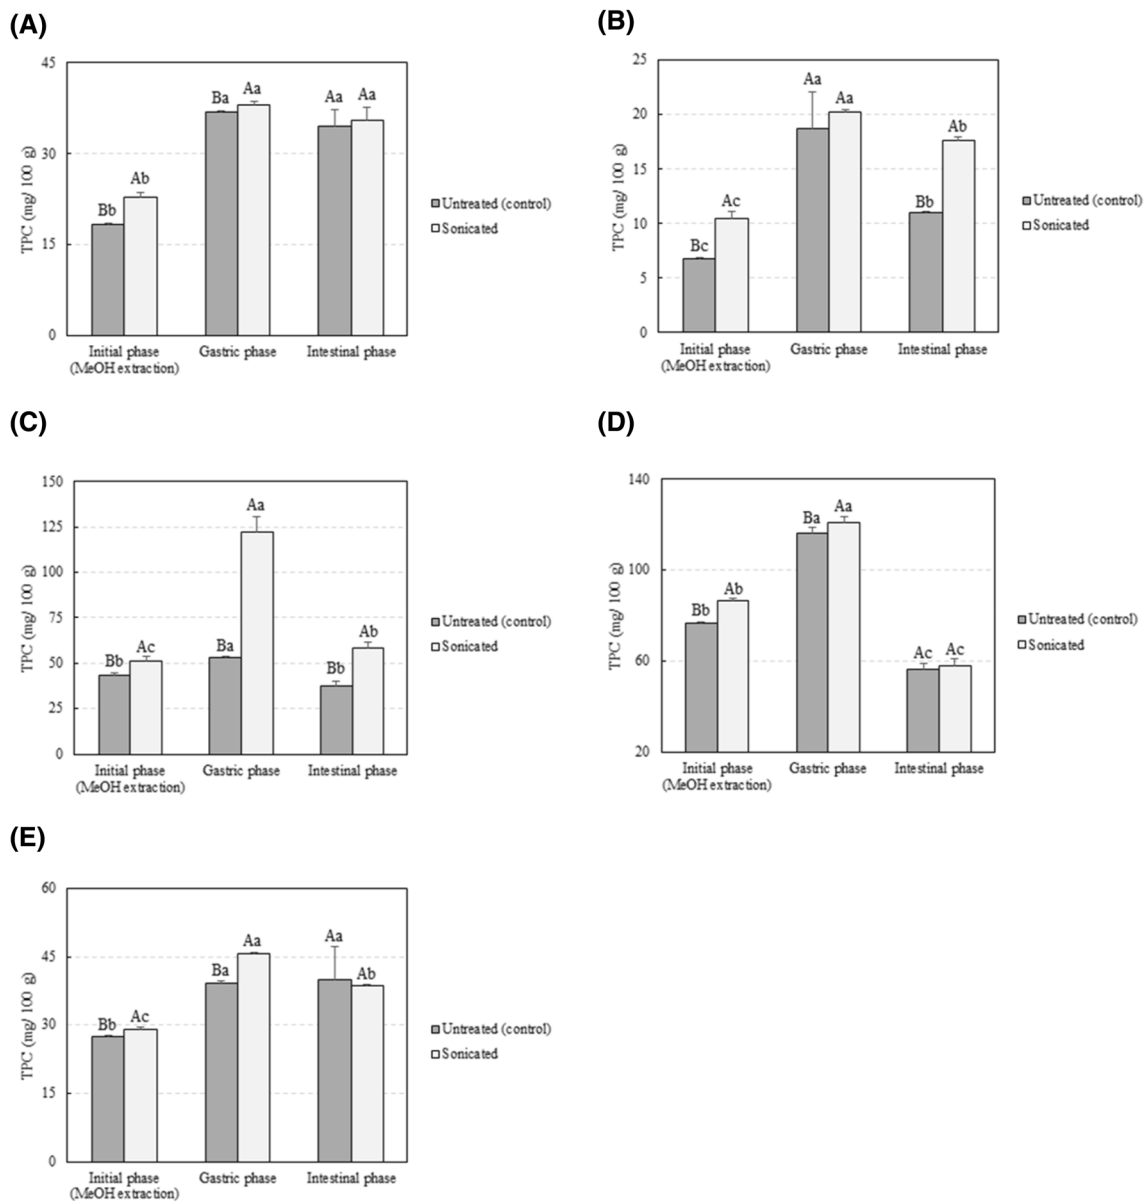 (A)
45
30
15
0
TPC (mg/ 100 g)
Bb
Ab
Ba
Aa
Aa
Aa
Initial phase
(MeOH extraction)
Gastric phase
Intestinal phase
Untreated (control)
Sonicated
(B)
25
20
15
10
5
0
TPC (mg/ 100 g)
Bc
Ac
Aa
Aa
Bb
Ab
Initial phase
(MeOH extraction)
Gastric phase
Intestinal phase
Untreated (control)
Sonicated
(C)
150
125
100
75
50
25
0
TPC (mg/ 100 g)
Bb
Ac
Ba
Aa
Bb
Ab
Initial phase
(MeOH extraction)
Gastric phase
Intestinal phase
Untreated (control)
Sonicated
(D)
140
100
60
20
TPC (mg/ 100 g)
Bb
Ab
Ba
Aa
Ac
Ac
Initial phase
(MeOH extraction)
Gastric phase
Intestinal phase
Untreated (control)
Sonicated
(E)
60
45
30
15
0
TPC (mg/ 100 g)
Bb
Ac
Ba
Aa
Aa
Ab
Initial phase
(MeOH extraction)
Gastric phase
Intestinal phase
Untreated (control)
Sonicated